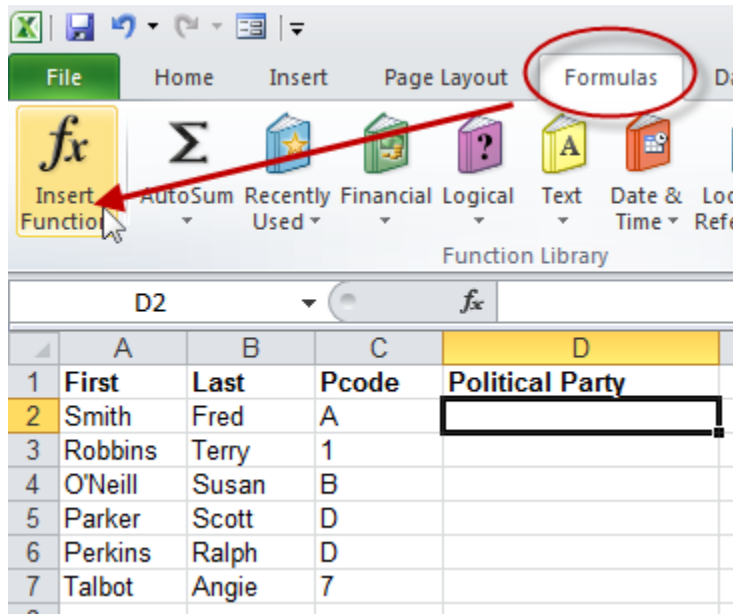 File Home Insert Page Layout Formulas
fx Σ ? A
Insert AutoSum Recently Financial Logical Text Date &
Function Used Time
Function Library
D2 fx
A B C D
1 First Last Pcode Political Party
2 Smith Fred A
3 Robbins Terry 1
4 O'Neill Susan B
5 Parker Scott D
6 Perkins Ralph D
7 Talbot Angie 7